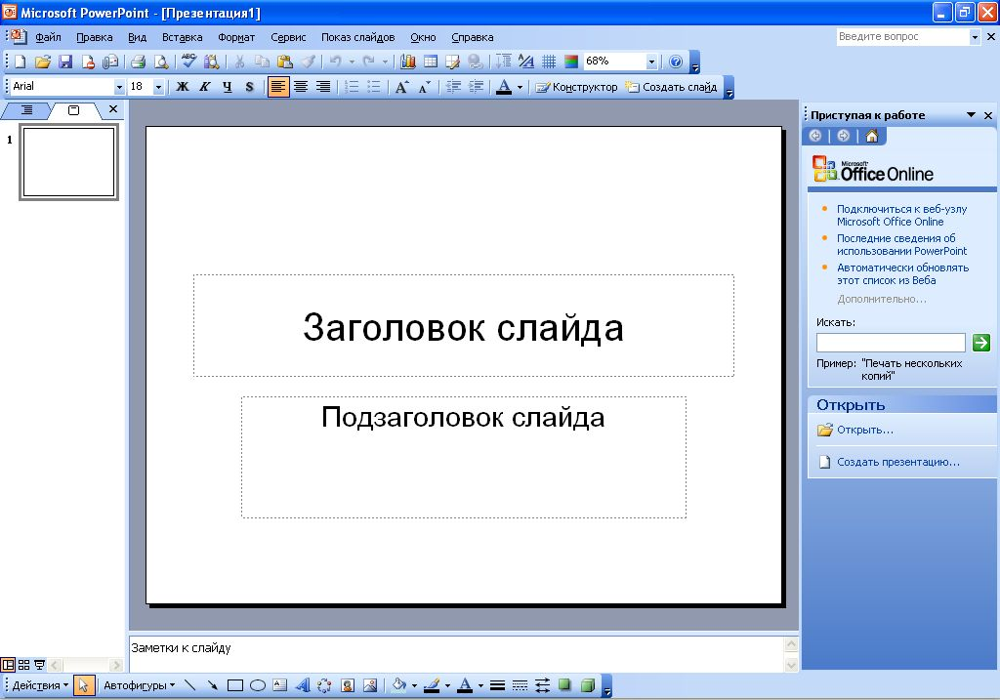 Microsoft PowerPoint - [Презентация1]
Файл Правка Вид Вставка Формат Сервис Показ слайдов Окно Справка Введите вопрос
68%
Arial 18 Ж К Ч S A A A Конструктор Создать слайд
1
Заголовок слайда
Подзаголовок слайда
Заметки к слайду
Приступая к работе
Microsoft
Office Online
Подключиться к веб-узлу
Microsoft Office Online
Последние сведения об
использовании PowerPoint
Автоматически обновлять
этот список из Веба
Дополнительно...
Искать:
Пример: "Печать нескольких
копий"
Открыть
Открыть...
Создать презентацию...
Действия Автофигуры A A